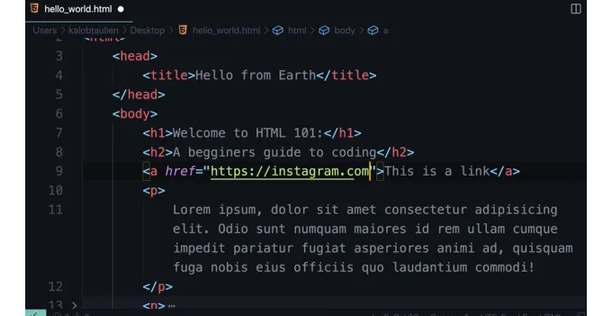 hello_world.html
Users > kalobtaulien > Desktop > hello_world.html > html > body > a
3 <head>
4 <title>Hello from Earth</title>
5 </head>
6 <body>
7 <h1>Welcome to HTML 101:</h1>
8 <h2>A begginers guide to coding</h2>
9 <a href="https://instagram.com">This is a link</a>
10 <p>
11 Lorem ipsum, dolor sit amet consectetur adipisicing
elit. Odio sunt numquam maiores id rem ullam cumque
impedit pariatur fugiat asperiores animi ad, quisquam
fuga nobis eius officiis quo laudantium commodi!
12 </p>
13 > <p>⋯